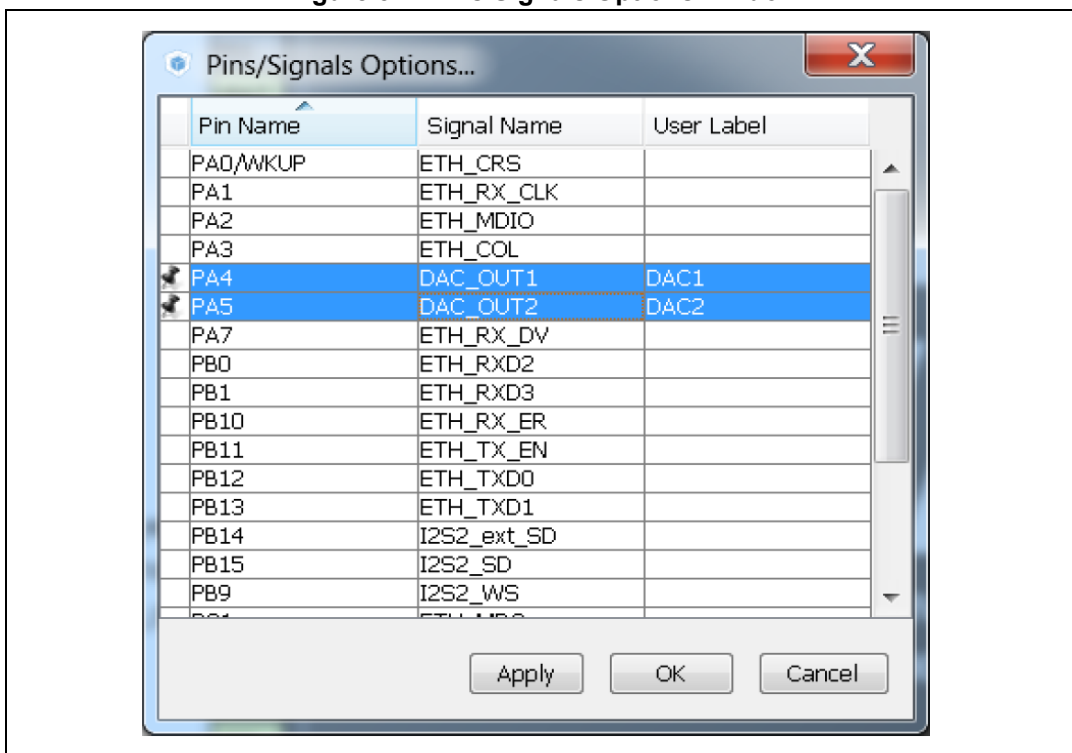 Pins/Signals Options...
X
Pin Name Signal Name User Label
PA0/WKUP ETH_CRS
PA1 ETH_RX_CLK
PA2 ETH_MDIO
PA3 ETH_COL
PA4 DAC_OUT1 DAC1
PA5 DAC_OUT2 DAC2
PA7 ETH_RX_DV
PB0 ETH_RXD2
PB1 ETH_RXD3
PB10 ETH_RX_ER
PB11 ETH_TX_EN
PB12 ETH_TXD0
PB13 ETH_TXD1
PB14 I2S2_ext_SD
PB15 I2S2_SD
PB9 I2S2_WS
Apply OK Cancel